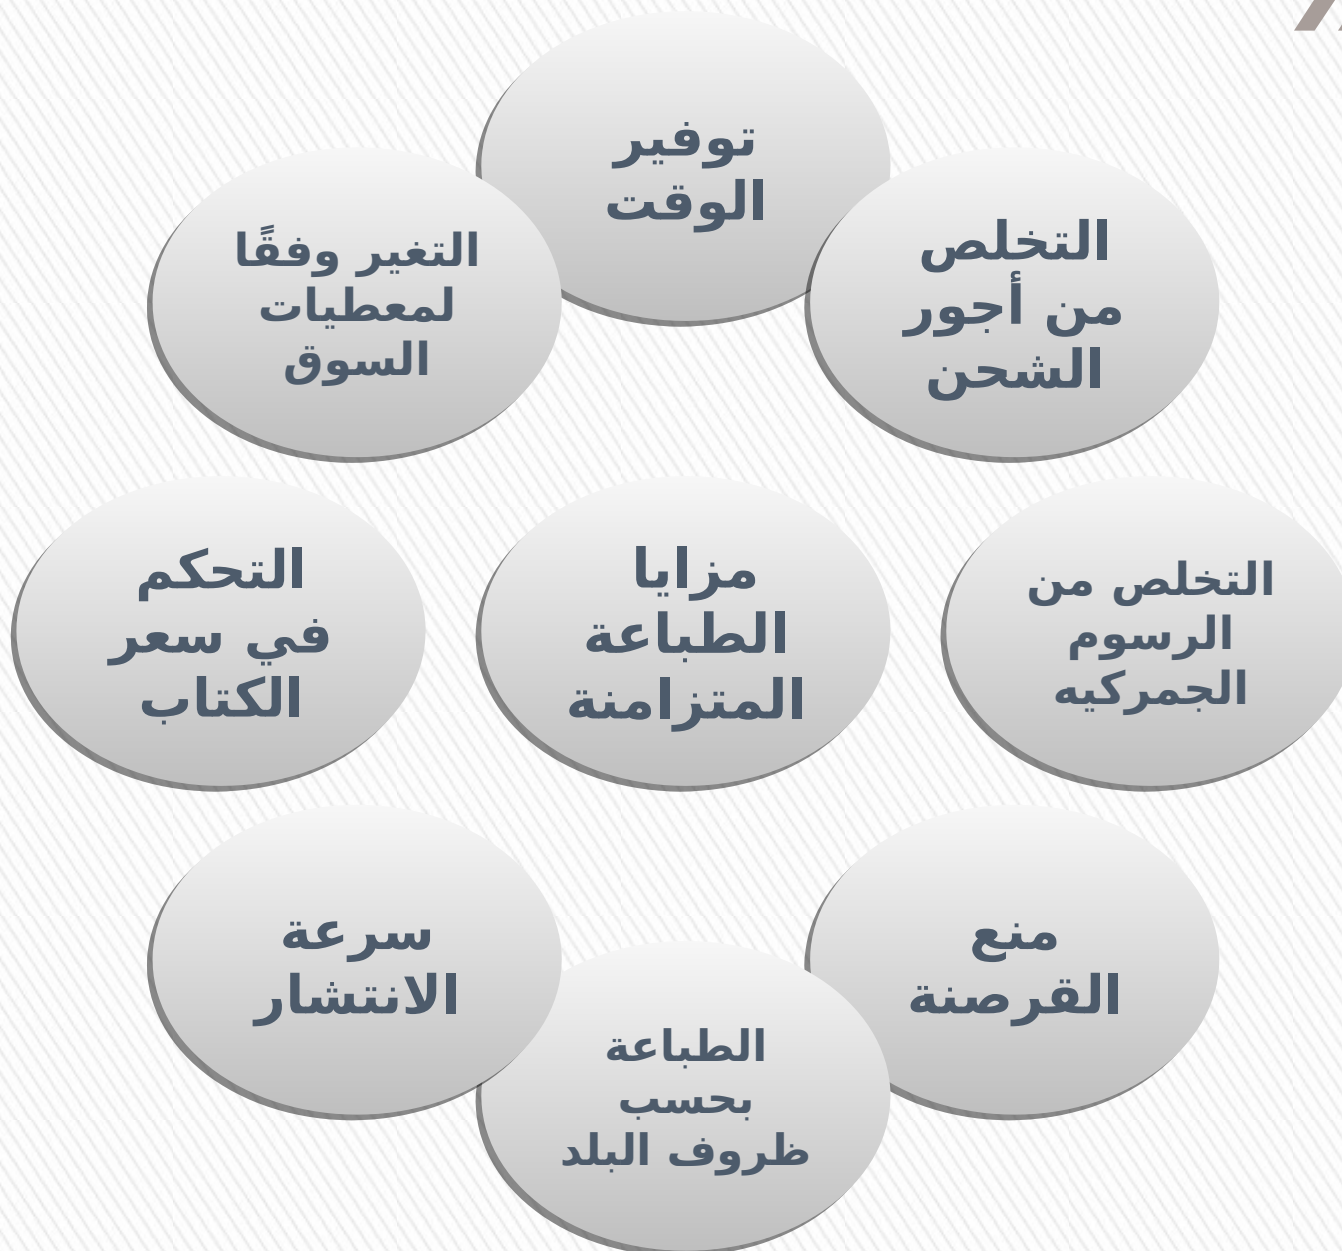 توفير
الوقت
التخلص
من أجور
الشحن
التغير وفقًا
لمعطيات
السوق
التخلص من
الرسوم
الجمركيه
مزايا
الطباعة
المتزامنة
التحكم
في سعر
الكتاب
منع
القرصنة
سرعة
الانتشار
الطباعة
بحسب
ظروف البلد